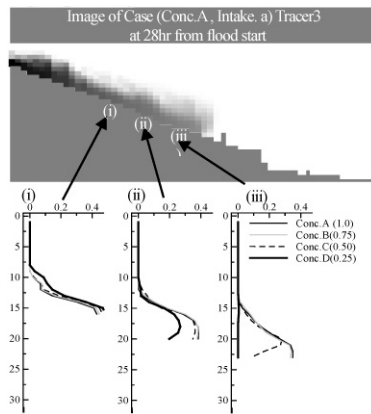 Image of Case (Conc.A , Intake. a) Tracer3
at 28hr from flood start
(i)
(ii)
(iii
)
(i) (ii) (iii)
0 0.2 0.4 0 0.2 0.4 0 0.2 0.4
0 0 0
5 5 5
10 10 10
15 15 15
20 20 20
25 25 25
30 30 30
Conc.A (1.0)
Conc.B(0.75)
Conc.C(0.50)
Conc.D(0.25)